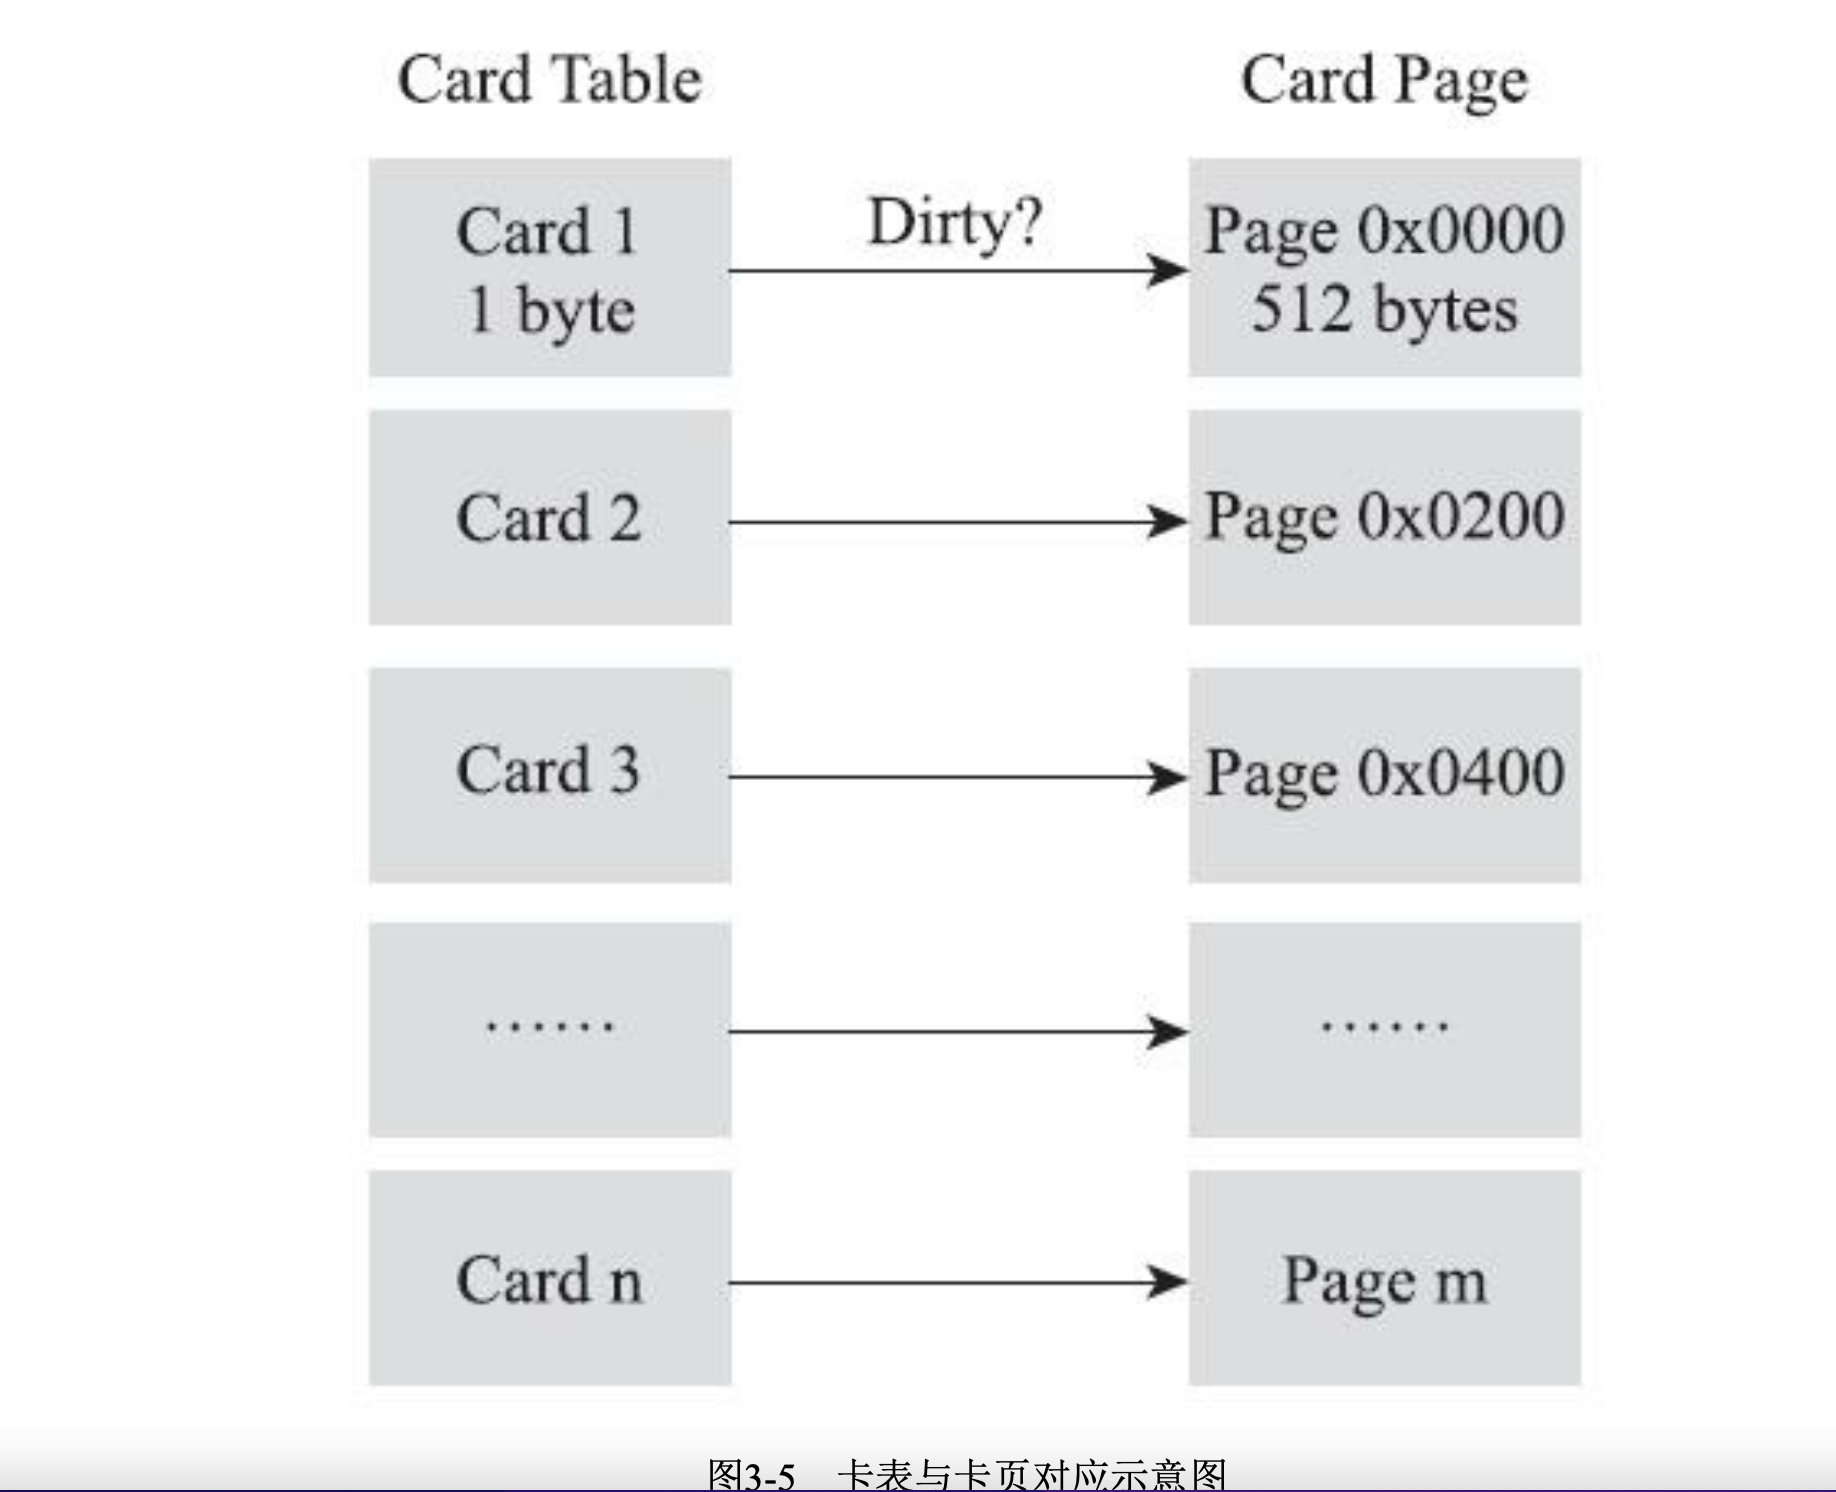 Card Table
Card Page
Card 1
1 byte
Dirty?
Page 0x0000
512 bytes
Card 2
Page 0x0200
Card 3
Page 0x0400
……
……
Card n
Page m
图3-5 卡表与卡页对应示意图